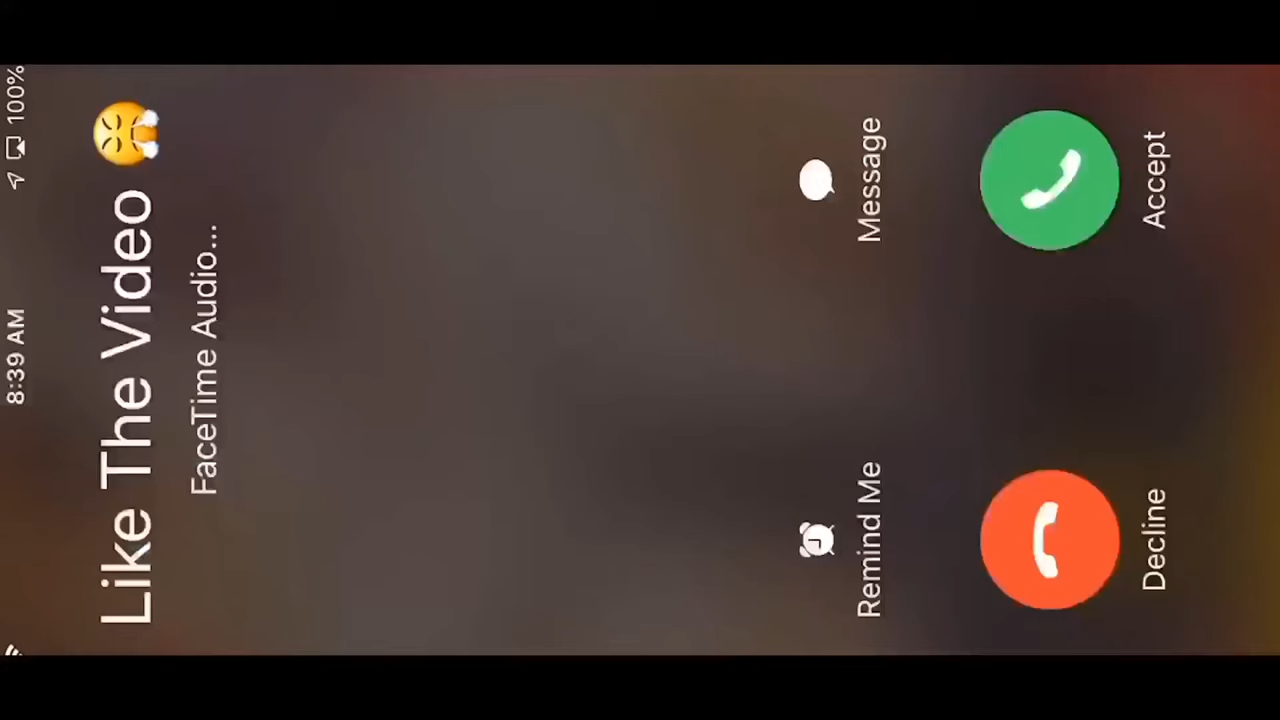 8:39 AM
100%
Like The Video 😤
FaceTime Audio...
Remind Me
Message
Decline
Accept